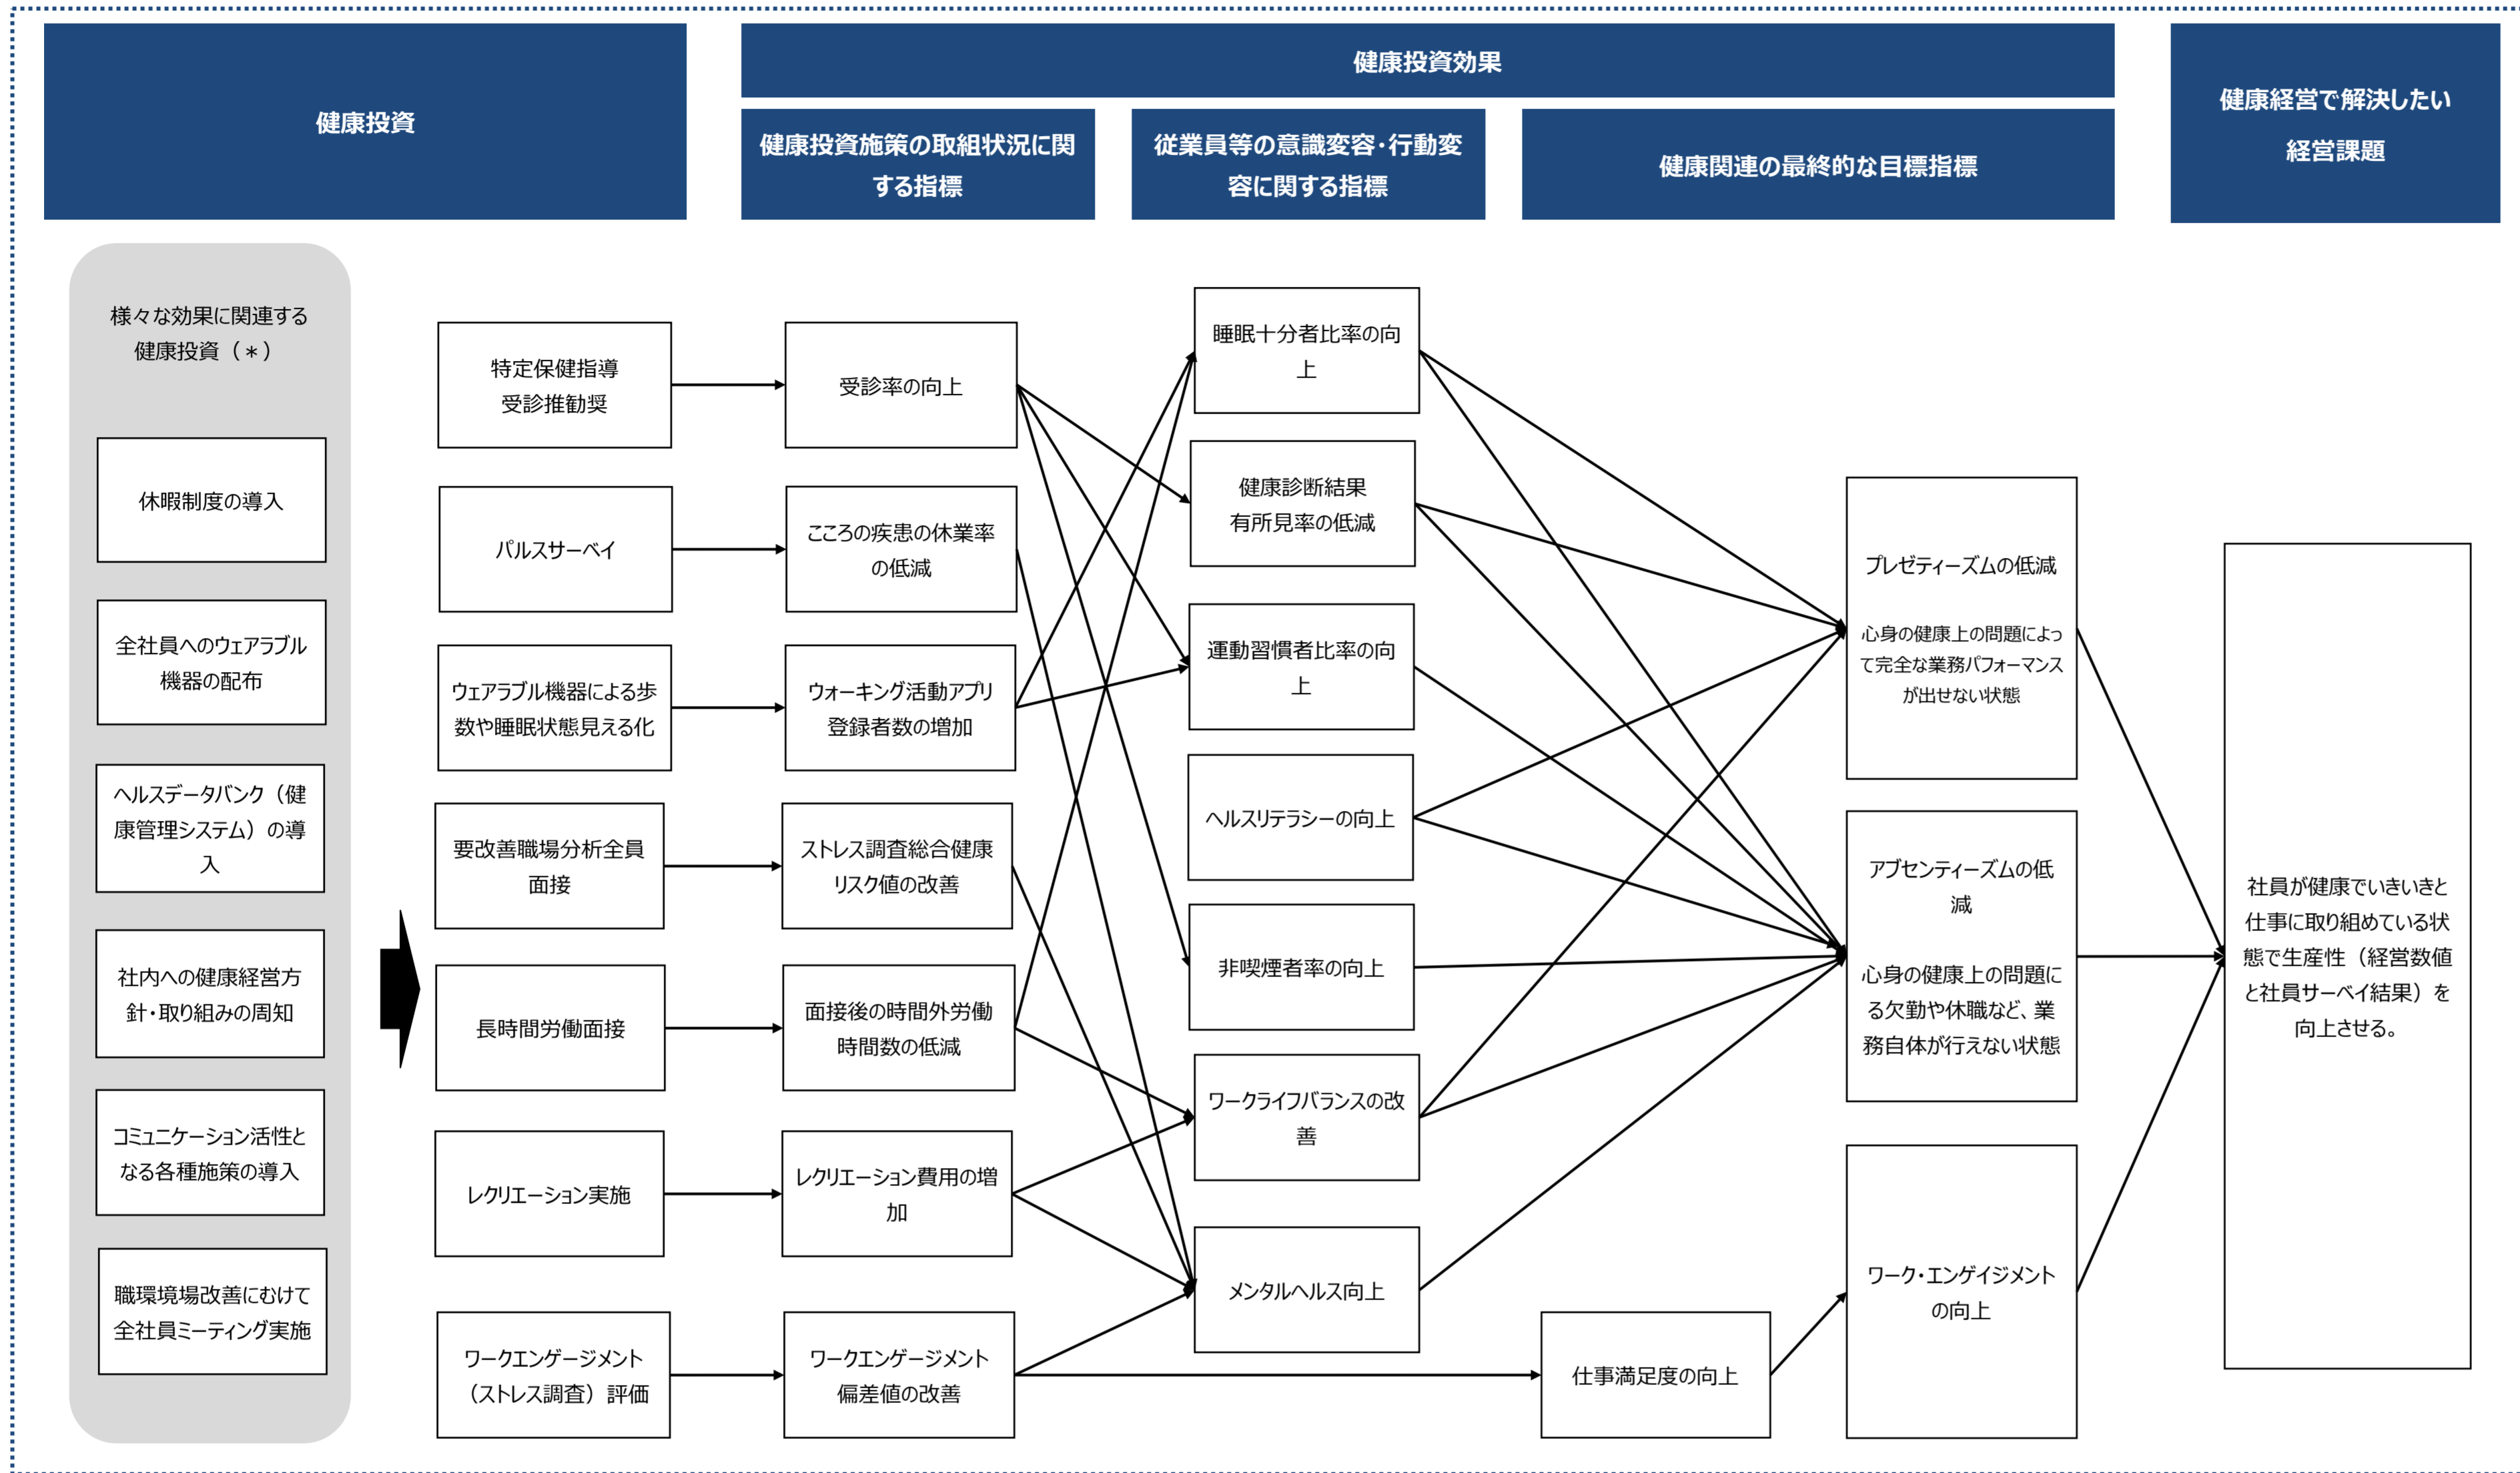 健康投資
健康投資効果
健康投資施策の取組状況に関
する指標
従業員等の意識変容・行動変
容に関する指標
健康関連の最終的な目標指標
健康経営で解決したい
経営課題
様々な効果に関連する
健康投資（＊）
休暇制度の導入
全社員へのウェアラブル
機器の配布
ヘルスデータバンク（健
康管理システム）の導
入
社内への健康経営方
針・取り組みの周知
コミュニケーション活性と
なる各種施策の導入
職環境場改善にむけて
全社員ミーティング実施
特定保健指導
受診推勧奨
パルスサーベイ
ウェアラブル機器による歩
数や睡眠状態見える化
要改善職場分析全員
面接
長時間労働面接
レクリエーション実施
ワークエンゲージメント
（ストレス調査）評価
受診率の向上
こころの疾患の休業率
の低減
ウォーキング活動アプリ
登録者数の増加
ストレス調査総合健康
リスク値の改善
面接後の時間外労働
時間数の低減
レクリエーション費用の増
加
ワークエンゲージメント
偏差値の改善
睡眠十分者比率の向
上
健康診断結果
有所見率の低減
運動習慣者比率の向
上
ヘルスリテラシーの向上
非喫煙者率の向上
ワークライフバランスの改
善
メンタルヘルス向上
仕事満足度の向上
プレゼティーズムの低減
心身の健康上の問題によっ
て完全な業務パフォーマンス
が出せない状態
アブセンティーズムの低
減
心身の健康上の問題に
る欠勤や休職など、業
務自体が行えない状態
ワーク・エンゲイジメント
の向上
社員が健康でいきいきと
仕事に取り組めている状
態で生産性（経営数値
と社員サーベイ結果）を
向上させる。